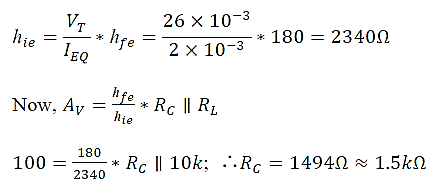 h_ie = V_T / I_EQ * h_fe = 26 × 10^-3 / 2 × 10^-3 * 180 = 2340Ω
Now, A_V = h_fe / h_ie * R_C ∥ R_L
100 = 180 / 2340 * R_C ∥ 10k; ∴R_C = 1494Ω ≈ 1.5kΩ